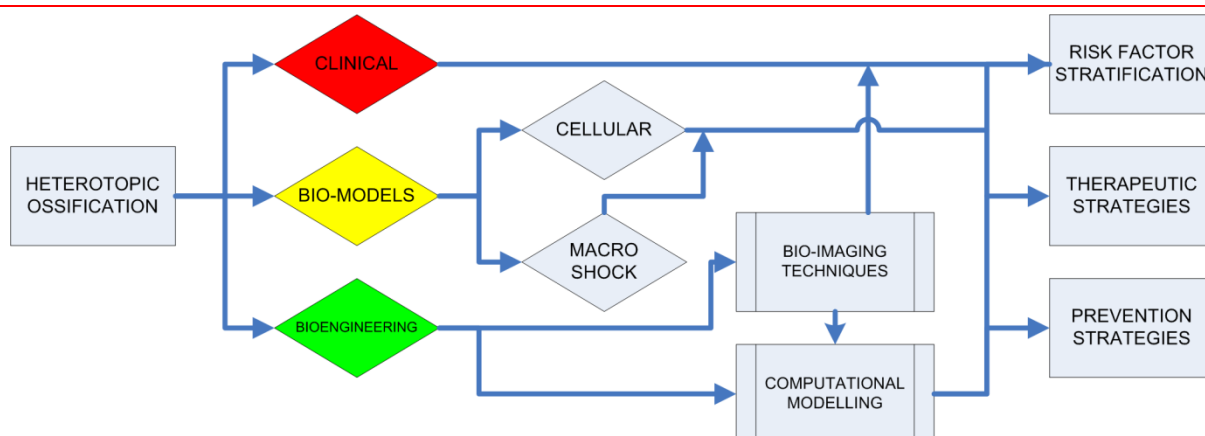 HETEROTOPIC
OSSIFICATION
CLINICAL
BIO-MODELS
BIOENGINEERING
CELLULAR
MACRO
SHOCK
BIO-IMAGING
TECHNIQUES
COMPUTATIONAL
MODELLING
RISK FACTOR
STRATIFICATION
THERAPEUTIC
STRATEGIES
PREVENTION
STRATEGIES